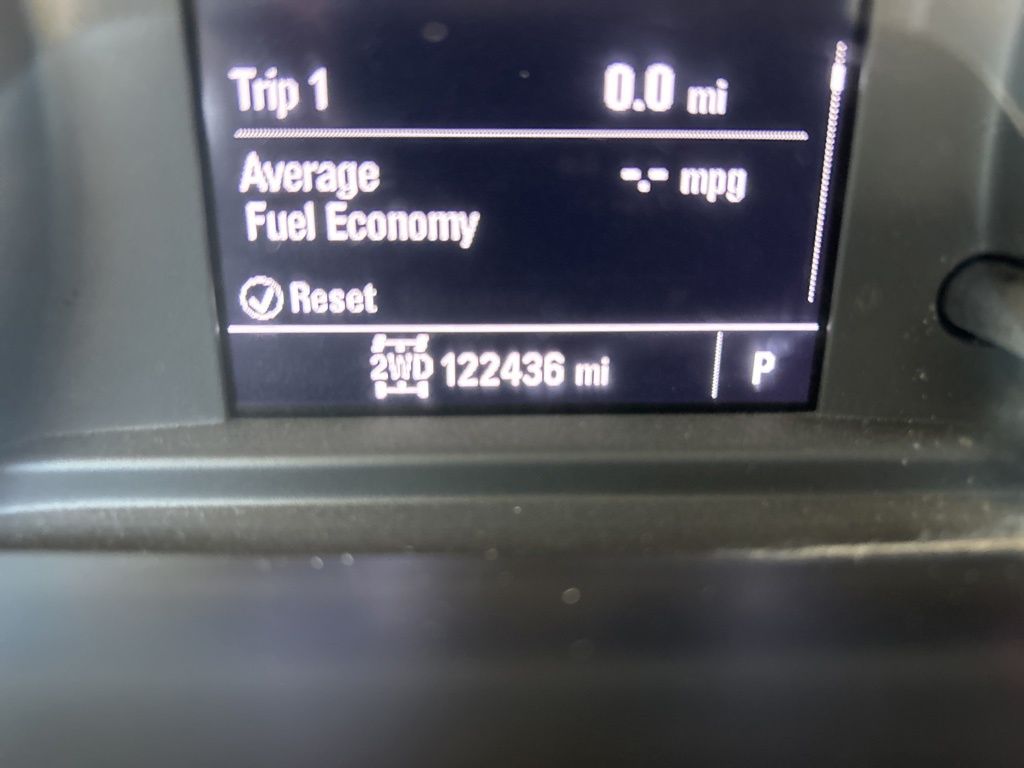 Trip 1 0.0 mi
Average -.- mpg
Fuel Economy
Reset
2WD 122436 mi P